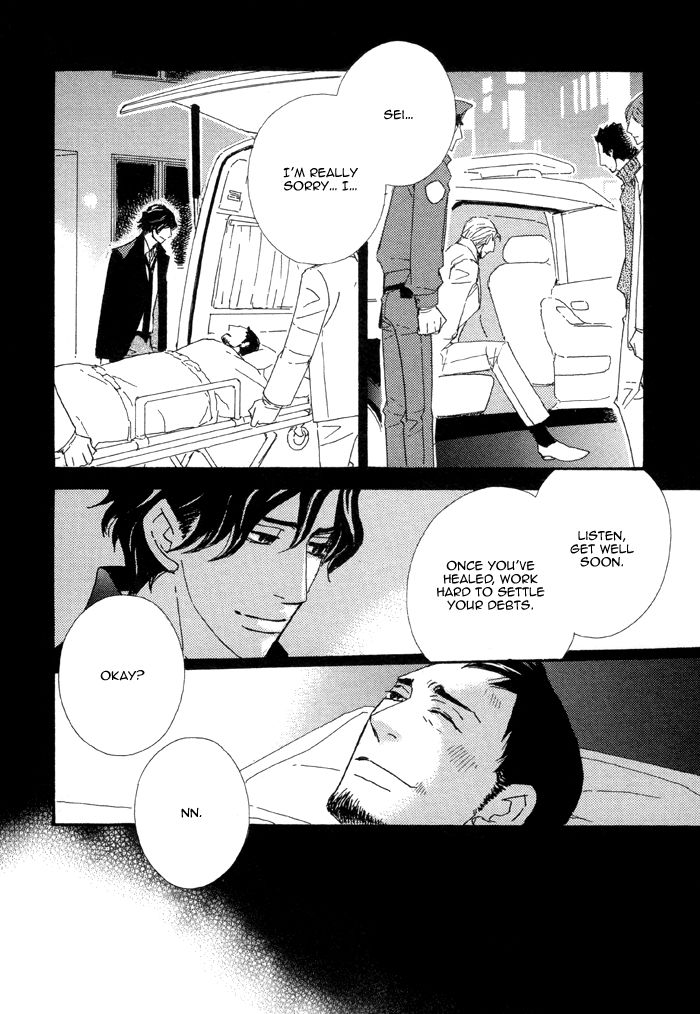 SEI...
I'M REALLY
SORRY... I...
LISTEN,
GET WELL
SOON.
ONCE YOU'VE
HEALED, WORK
HARD TO SETTLE
YOUR DEBTS.
OKAY?
NN.